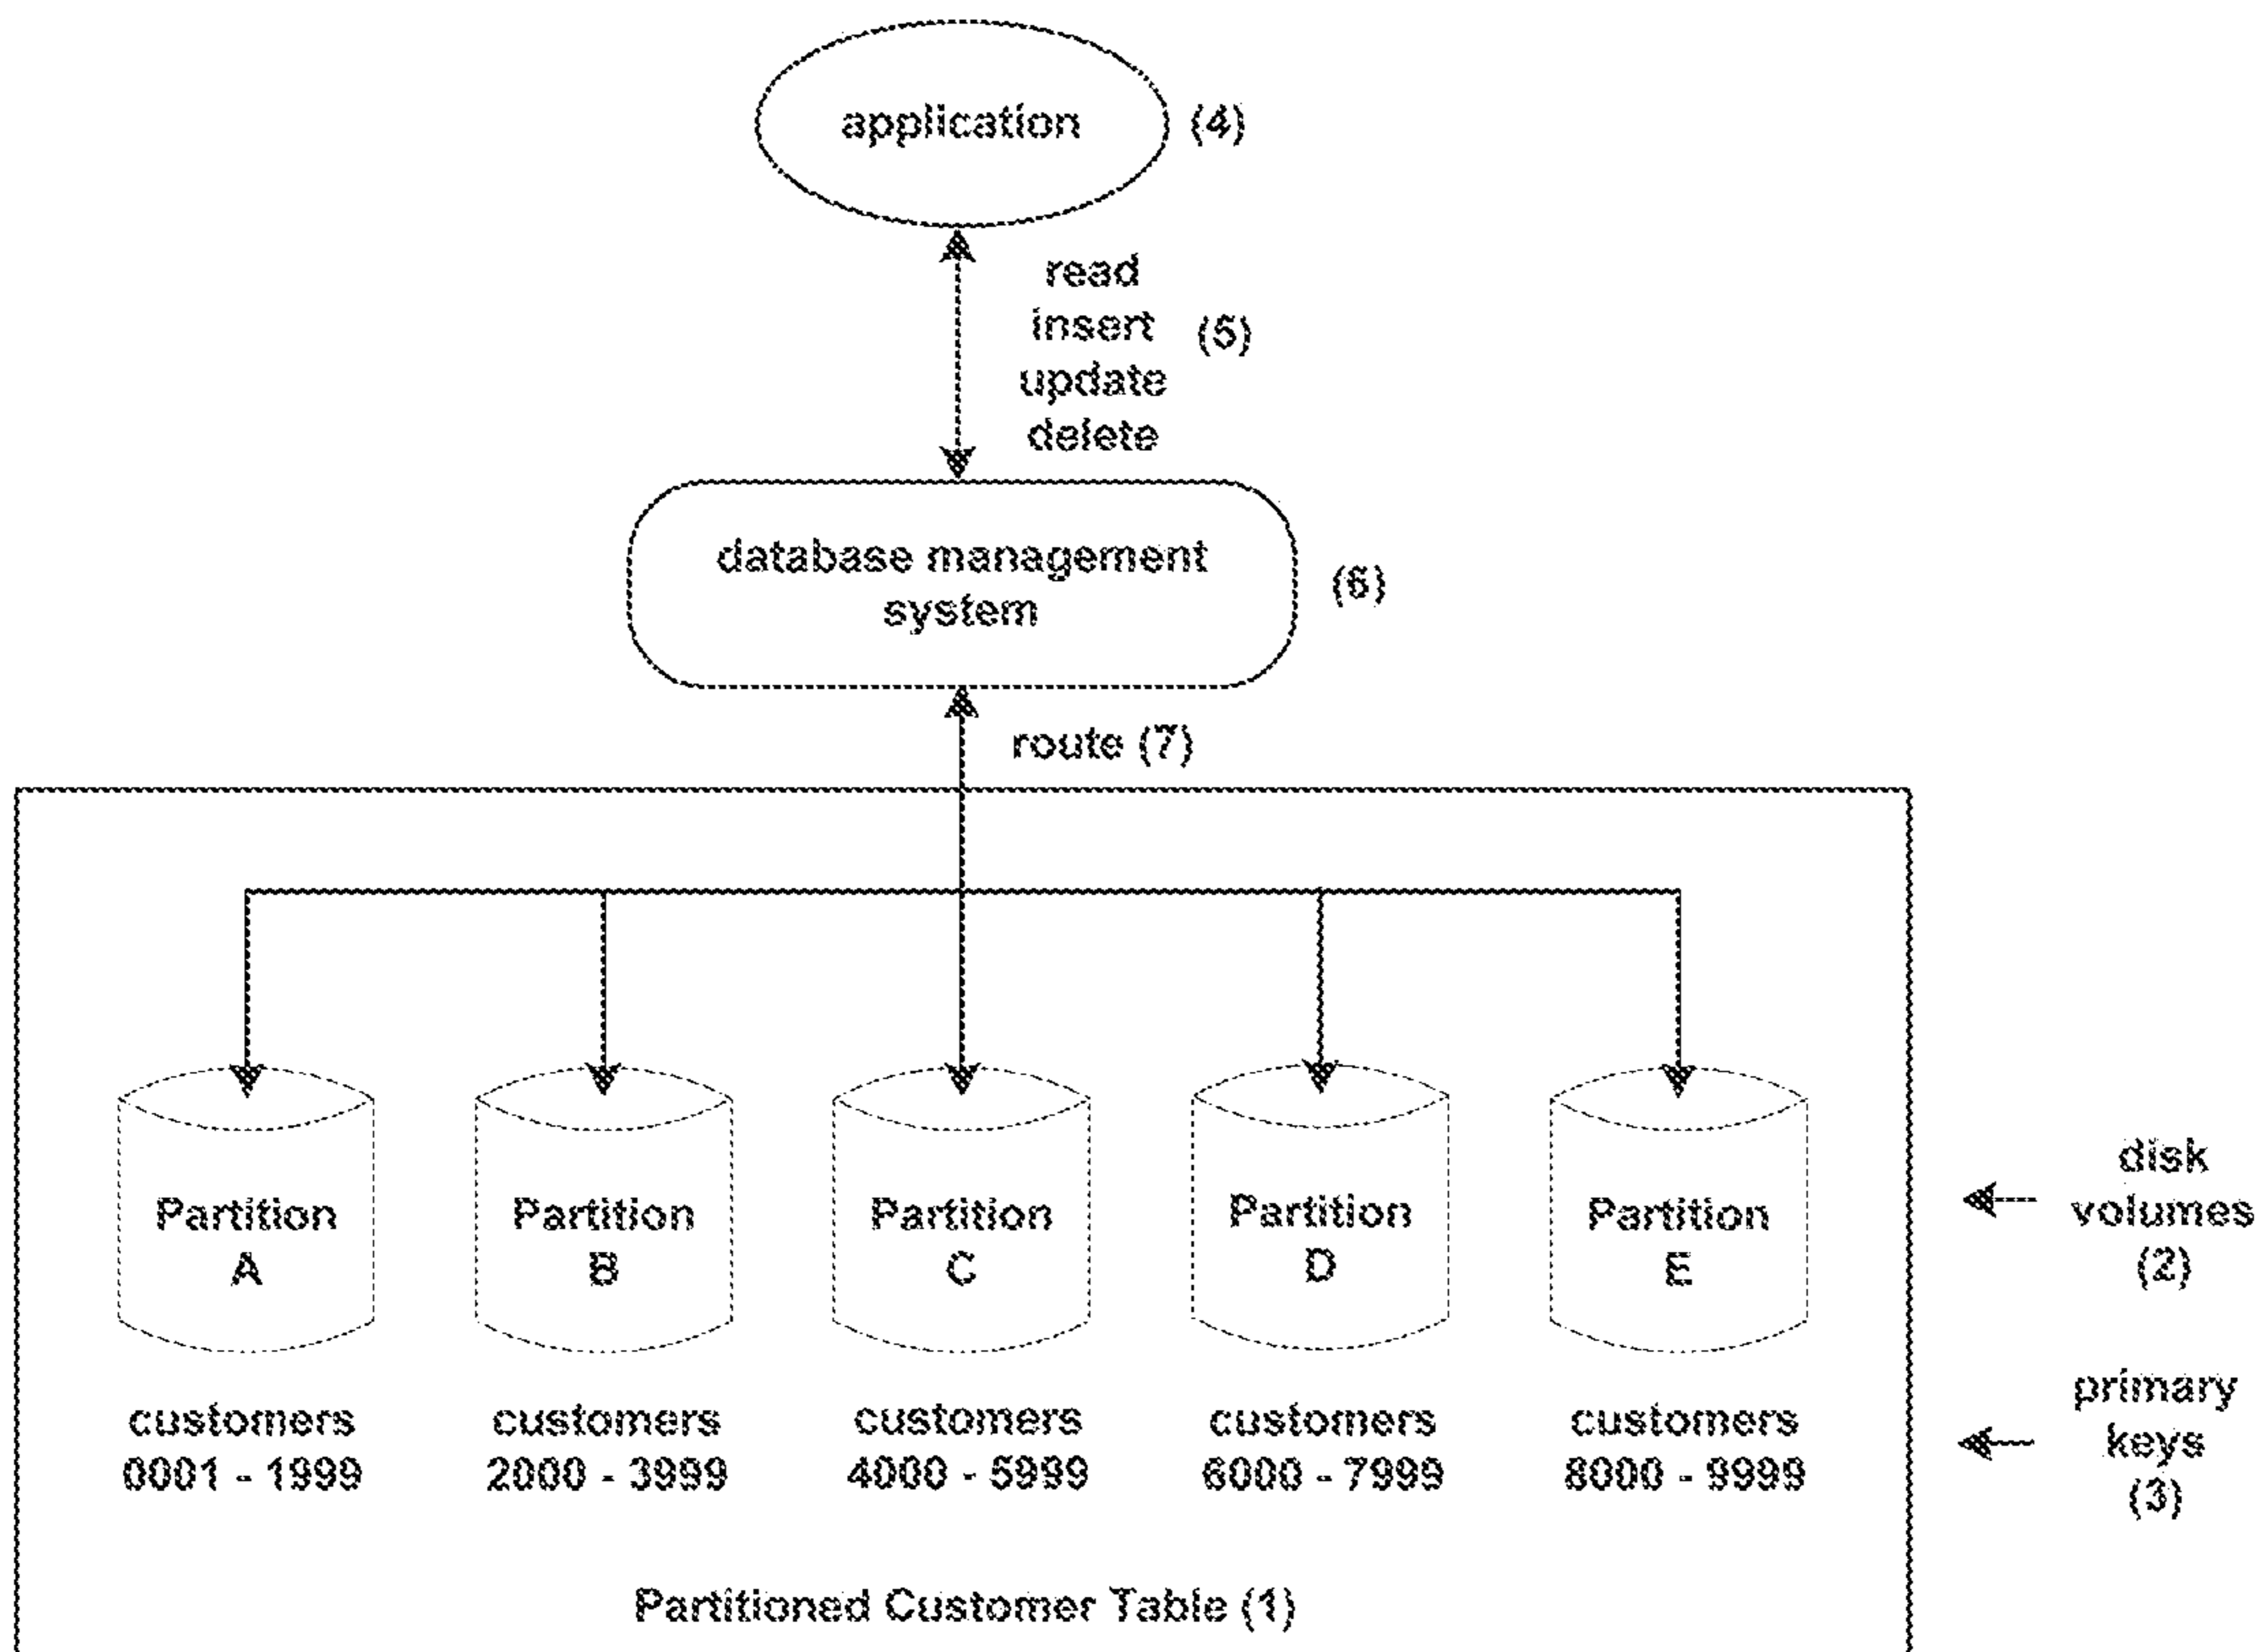 application (4)
read
insert (5)
update
delete
database management
system
(6)
route (7)
Partition
A
Partition
B
Partition
C
Partition
D
Partition
E
disk
volumes
(2)
customers
0001 - 1999
customers
2000 - 3999
customers
4000 - 5999
customers
6000 - 7999
customers
8000 - 9999
primary
keys
(3)
Partitioned Customer Table (1)